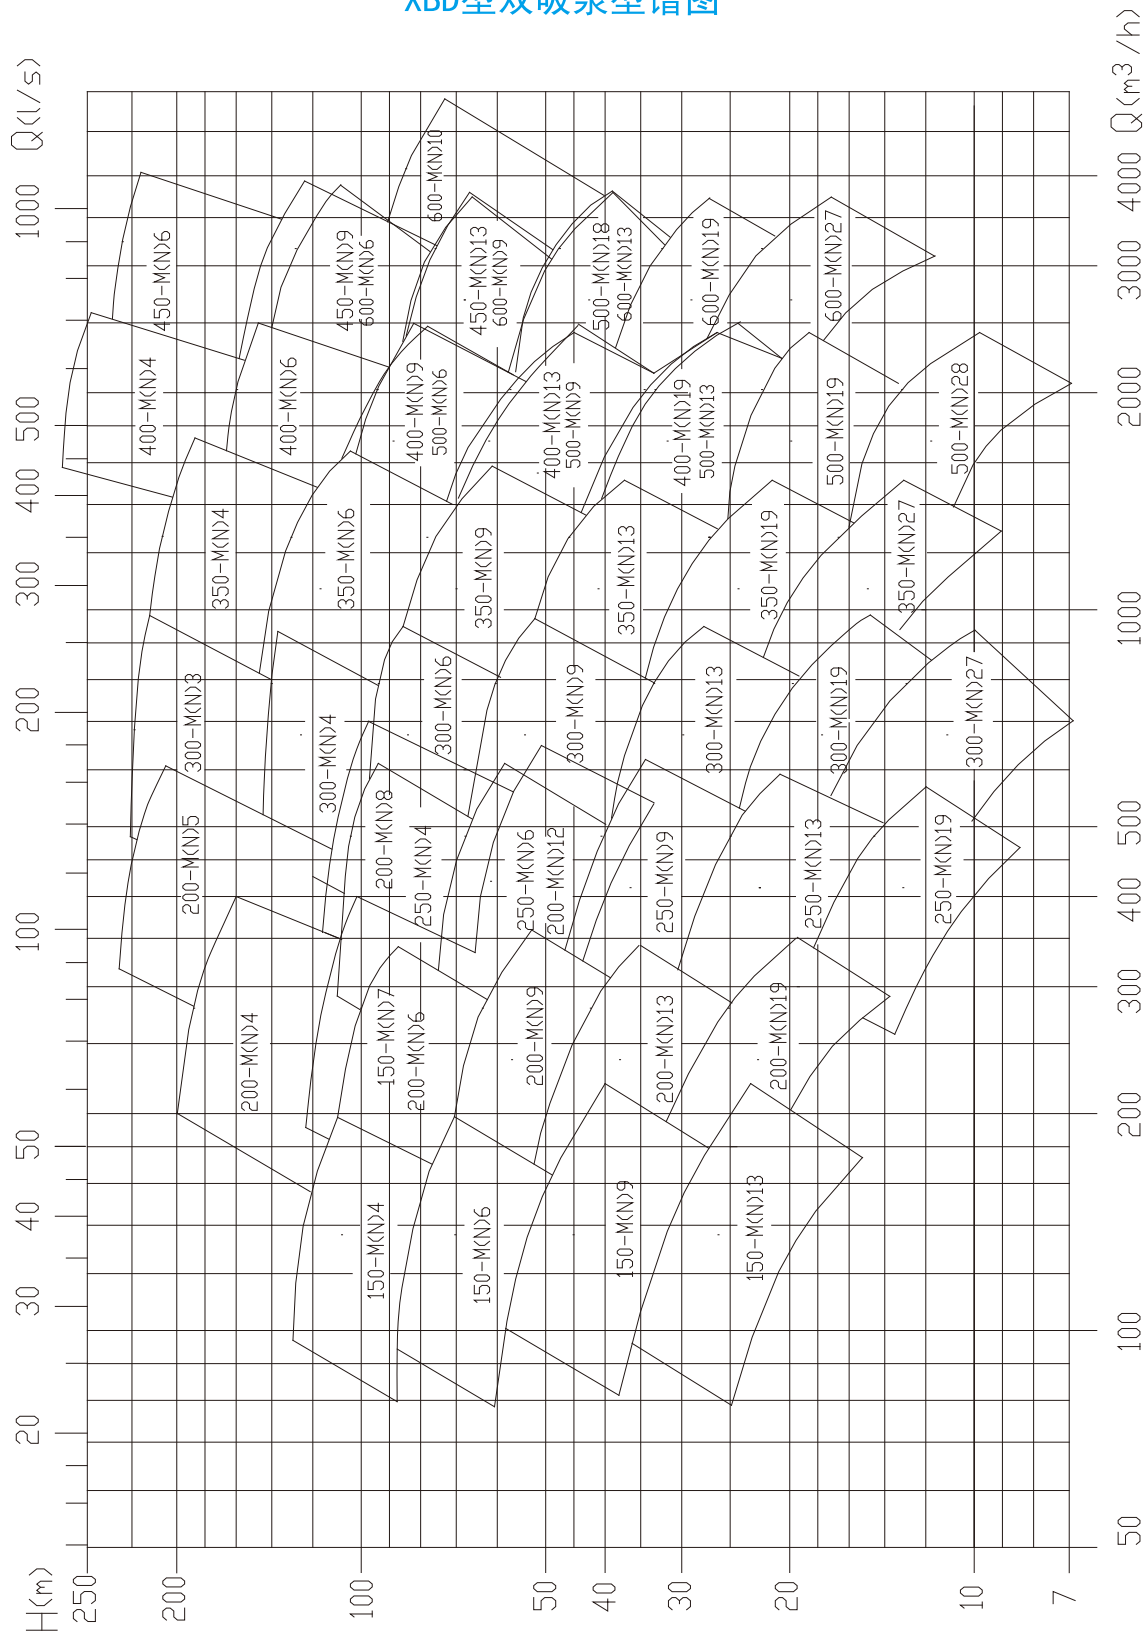 XBD型双吸泵型谱图
Q(l/s)
1000
500
400
300
200
100
50
40
30
20
Q(m³/h)
4000
3000
2000
1000
500
400
300
200
100
50
H(m)
250
200
100
50
40
30
20
10
7
600-M(N)10
450-M(N)6
450-M(N)9
600-M(N)6
450-M(N)13
600-M(N)9
500-M(N)18
600-M(N)13
600-M(N)19
600-M(N)27
400-M(N)4
400-M(N)6
400-M(N)9
500-M(N)6
400-M(N)13
500-M(N)9
400-M(N)19
500-M(N)13
500-M(N)19
500-M(N)28
350-M(N)4
350-M(N)6
350-M(N)9
350-M(N)13
350-M(N)19
350-M(N)27
300-M(N)3
300-M(N)4
300-M(N)6
300-M(N)9
300-M(N)13
300-M(N)19
300-M(N)27
200-M(N)5
200-M(N)8
250-M(N)4
250-M(N)6
200-M(N)12
250-M(N)9
250-M(N)13
250-M(N)19
200-M(N)4
150-M(N)7
200-M(N)6
200-M(N)9
200-M(N)13
200-M(N)19
150-M(N)4
150-M(N)6
150-M(N)9
150-M(N)13